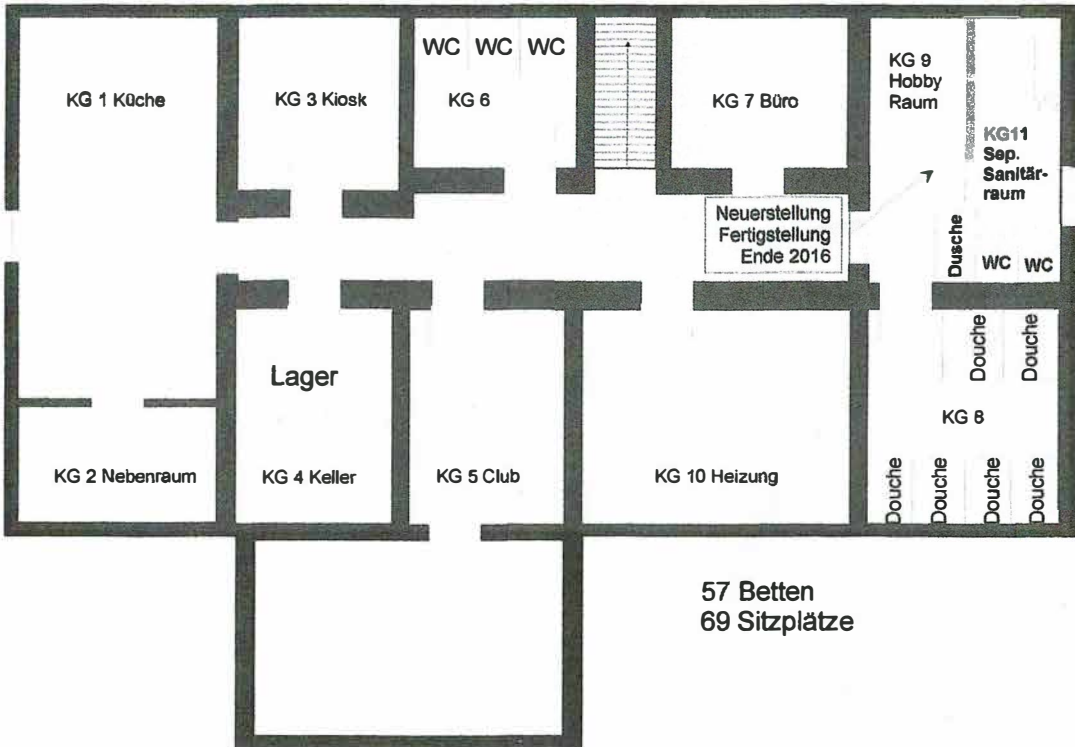 WC WC WC
KG 1 Küche
KG 3 Kiosk
KG 6
KG 7 Büro
KG 9
Hobby
Raum
KG11
Sep.
Sanitär-
raum
Neuerstellung
Fertigstellung
Ende 2016
Dusche
WC WC
Douche
Douche
Lager
KG 8
KG 2 Nebenraum
KG 4 Keller
KG 5 Club
KG 10 Heizung
Douche
Douche
Douche
Douche
57 Betten
69 Sitzplätze